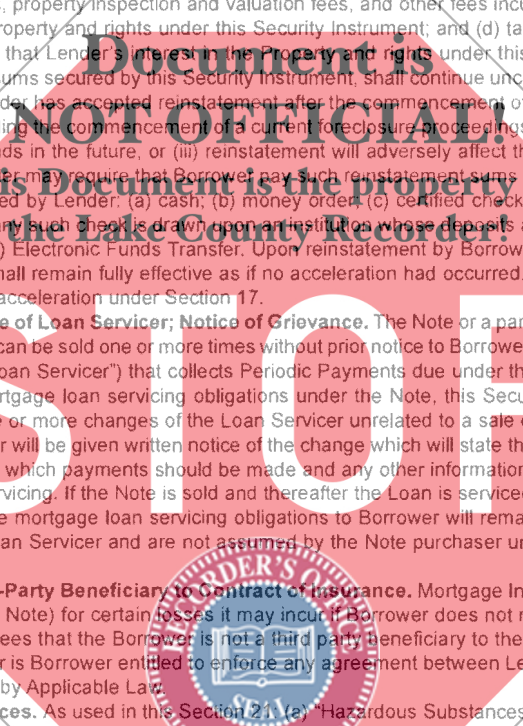 , property inspection and valuation fees, and other fees incu
roperty and rights under this Security Instrument; and (d) ta
Document is
that Lender's interest in the Property and rights under this
sums secured by this Security Instrument, shall continue unc
der has accepted reinstatement after the commencement o
NOT OFFICIAL!
ing the commencement of a current foreclosure proceedings
ds in the future, or (iii) reinstatement will adversely affect th
er may require that Borrower pay such reinstatement sums
is Document is the property
ed by Lender: (a) cash; (b) money order; (c) certified check
any such check is drawn upon an institution whose deposits a
the Lake County Recorder!
) Electronic Funds Transfer. Upon reinstatement by Borrow
hall remain fully effective as if no acceleration had occurred.
acceleration under Section 17.
STOP
e of Loan Servicer; Notice of Grievance. The Note or a par
can be sold one or more times without prior notice to Borrowe
oan Servicer") that collects Periodic Payments due under th
rtgage loan servicing obligations under the Note, this Secu
e or more changes of the Loan Servicer unrelated to a sale o
r will be given written notice of the change which will state th
which payments should be made and any other information
rvicing. If the Note is sold and thereafter the Loan is service
e mortgage loan servicing obligations to Borrower will rema
an Servicer and are not assumed by the Note purchaser un
-Party Beneficiary to Contract of Insurance. Mortgage In
Note) for certain losses it may incur if Borrower does not r
ees that the Borrower is not a third party beneficiary to the
r is Borrower entitled to enforce any agreement between Le
by Applicable Law.
RECORDER'S OFFICE
SEAL
ces. As used in this Section 21: (a) "Hazardous Substances